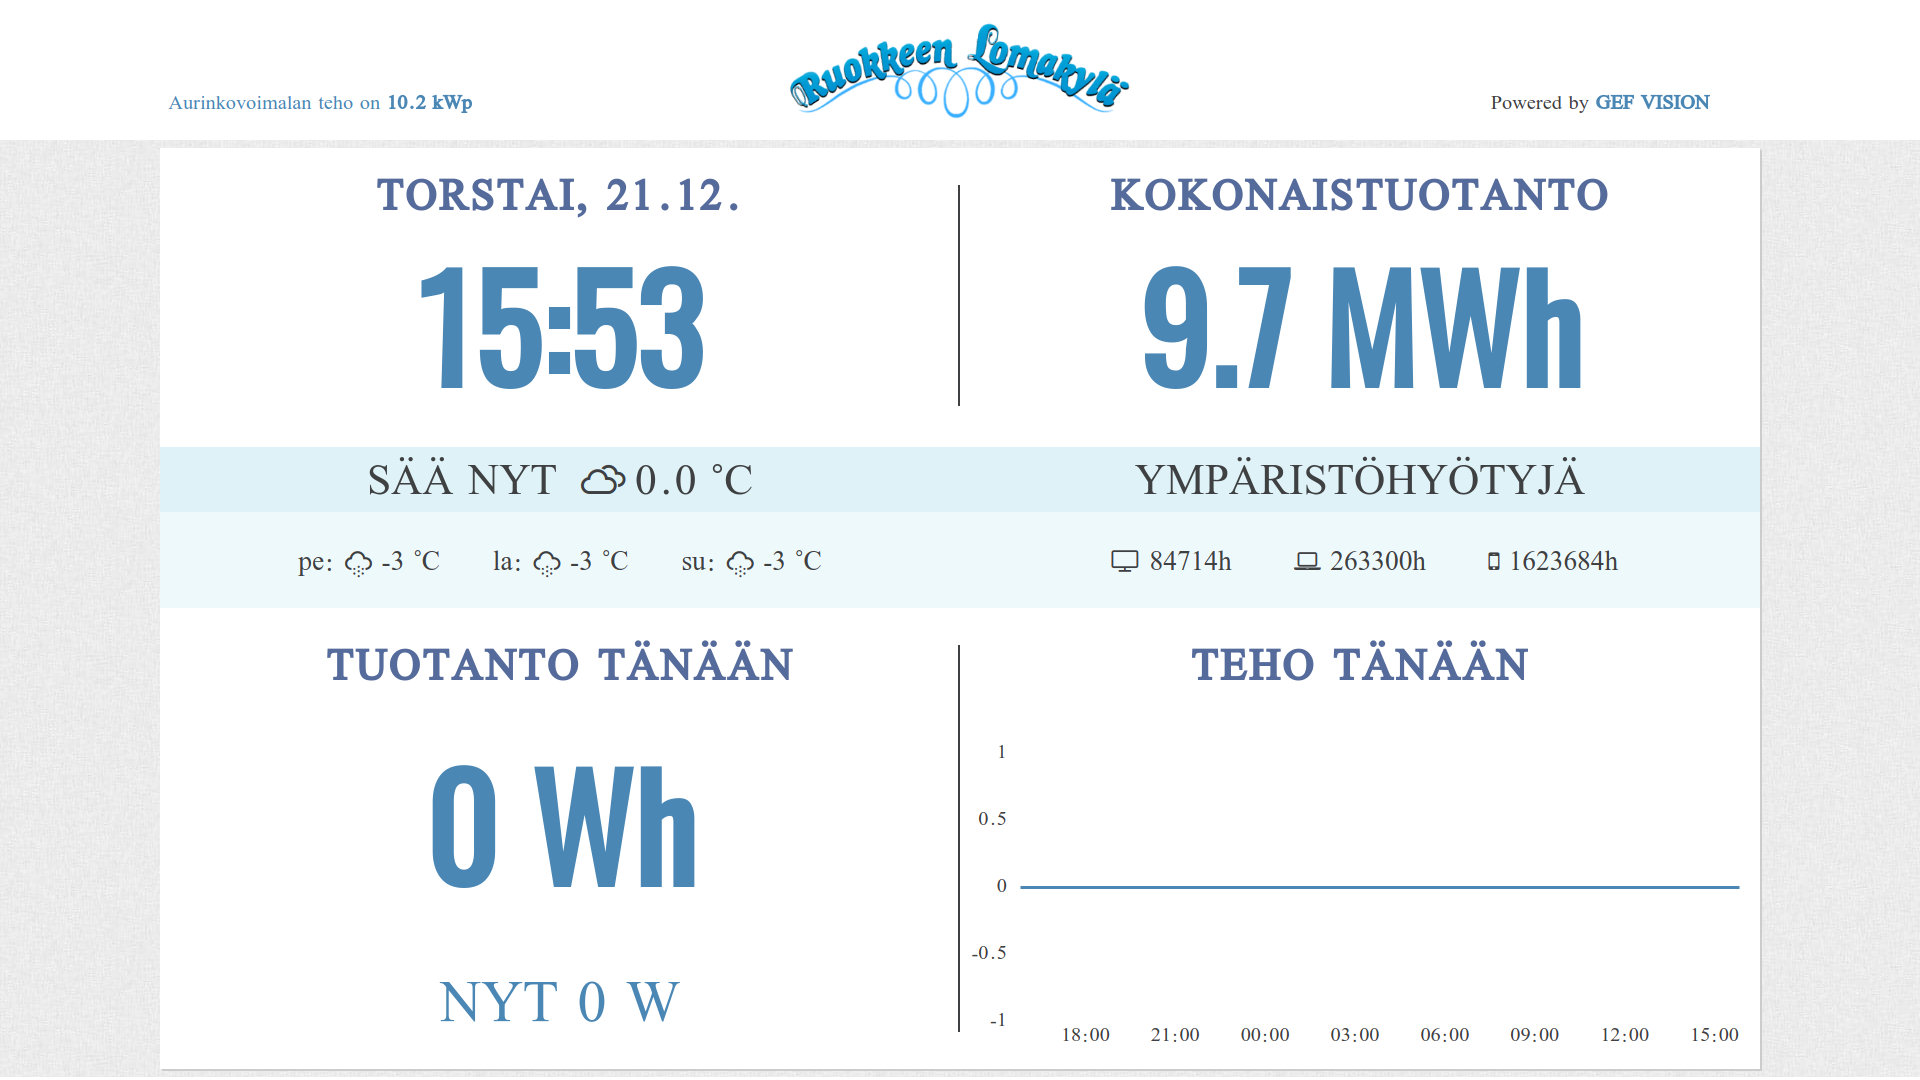 Ruokkeen Lomakylä
Aurinkovoimalan teho on 10.2 kWp
Powered by GEF VISION
TORSTAI, 21.12.
15:53
KOKONAISTUOTANTO
9.7 MWh
SÄÄ NYT 0.0 °C
pe: -3 °C la: -3 °C su: -3 °C
YMPÄRISTÖHYÖTYJÄ
84714h 263300h 1623684h
TUOTANTO TÄNÄÄN
0 Wh
NYT 0 W
TEHO TÄNÄÄN
1
0.5
0
-0.5
-1
18:00 21:00 00:00 03:00 06:00 09:00 12:00 15:00